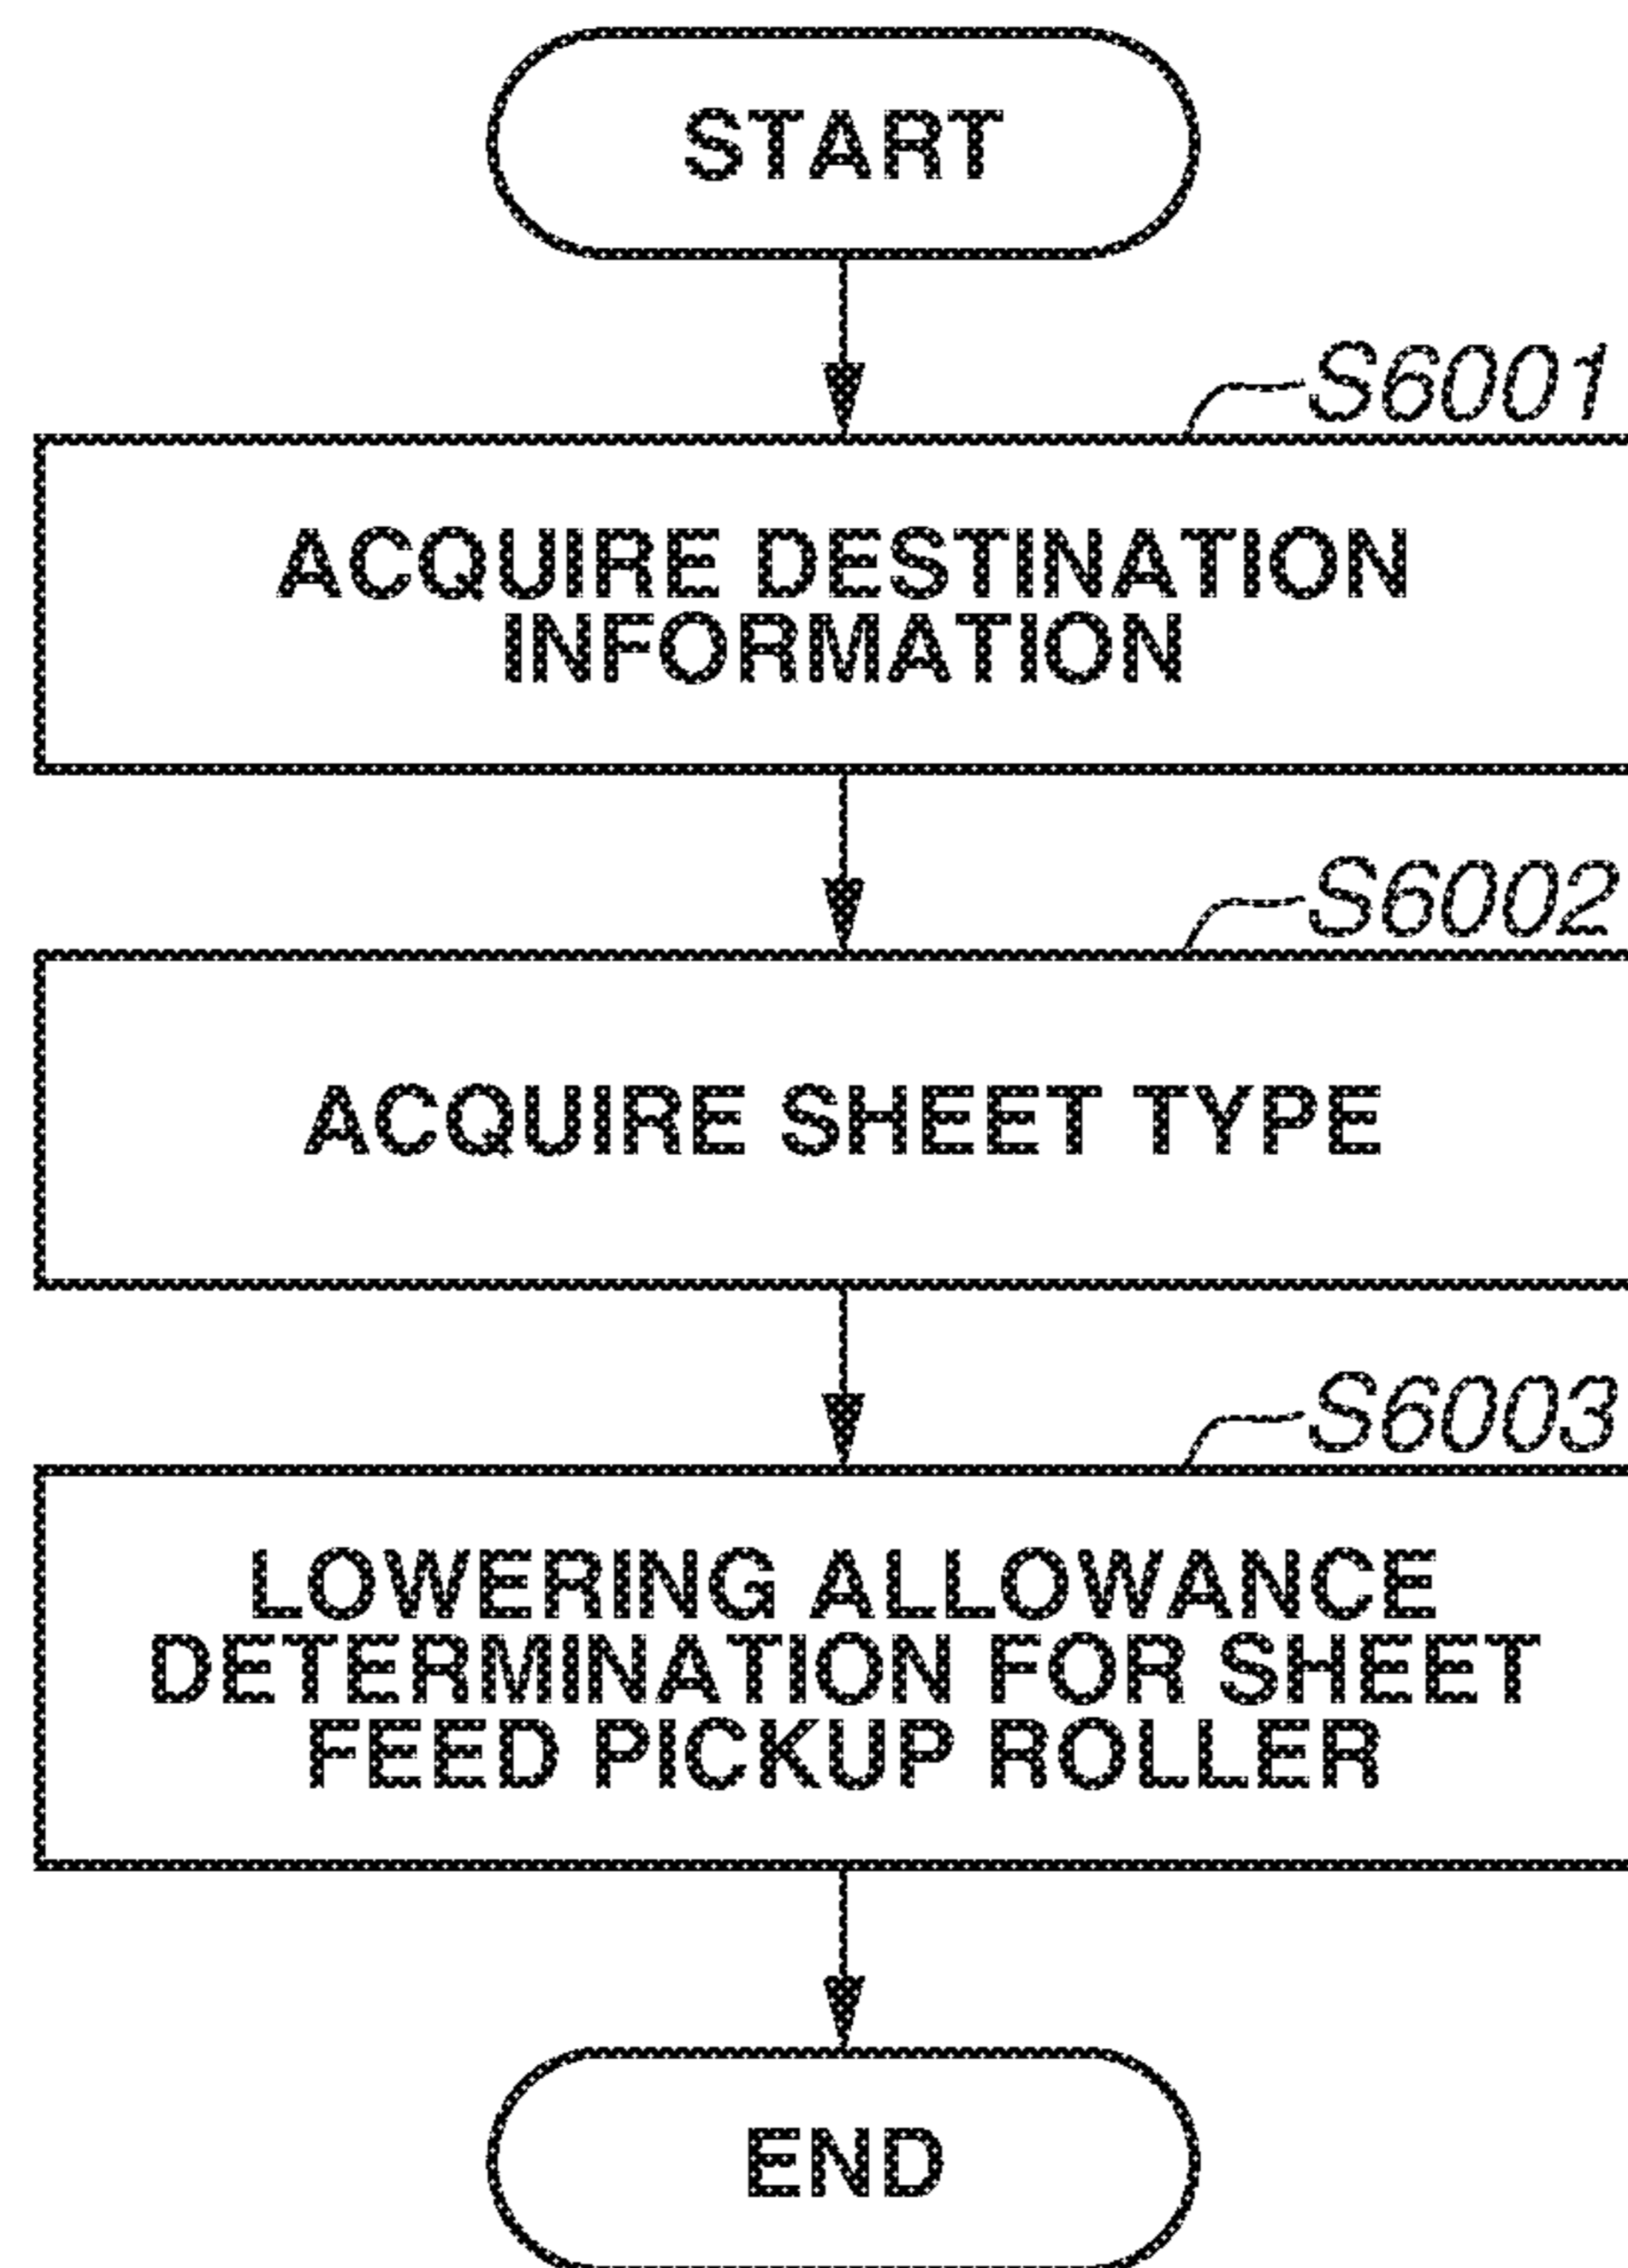 START
S6001
ACQUIRE DESTINATION
INFORMATION
S6002
ACQUIRE SHEET TYPE
S6003
LOWERING ALLOWANCE
DETERMINATION FOR SHEET
FEED PICKUP ROLLER
END